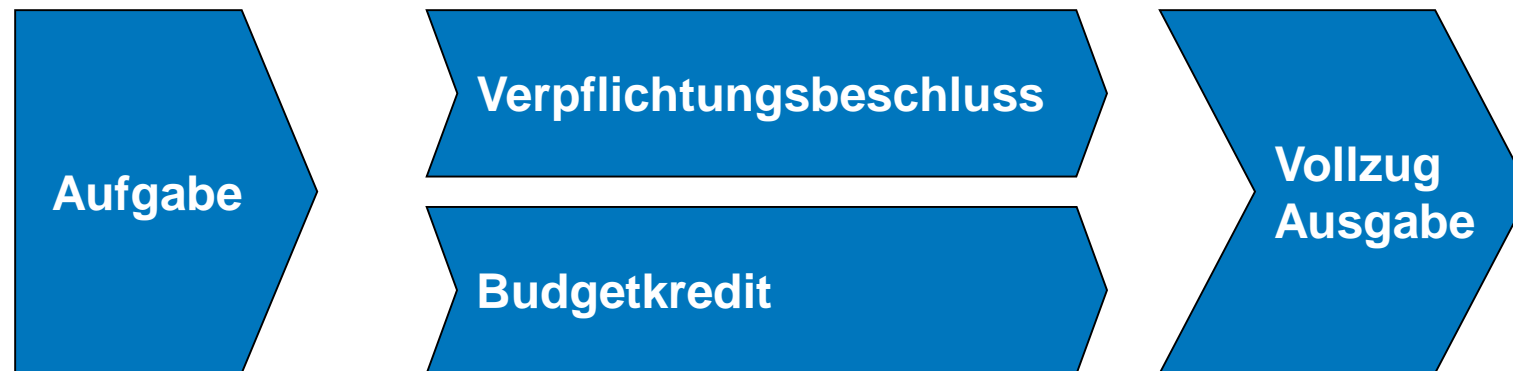 Aufgabe
Verpflichtungsbeschluss
Budgetkredit
Vollzug
Ausgabe